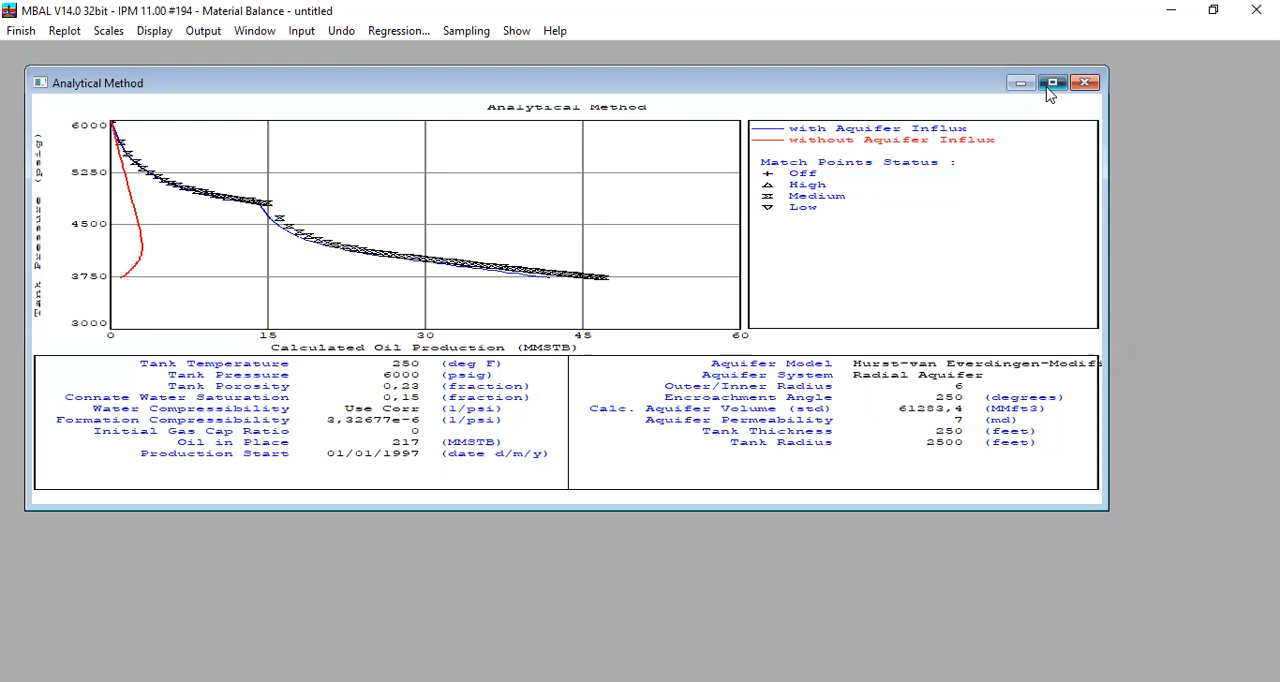 MBAL V14.0 32bit - IPM 11.00 #194 - Material Balance - untitled
Finish Replot Scales Display Output Window Input Undo Regression... Sampling Show Help
Analytical Method
Analytical Method
6000
5250
4500
3750
3000
Tank Pressure (psig)
0 15 30 45 60
Calculated Oil Production (MMSTB)
with Aquifer Influx
without Aquifer Influx
Match Points Status :
Off
High
Medium
Low
Tank Temperature 250 (deg F)
Tank Pressure 6000 (psig)
Tank Porosity 0,23 (fraction)
Connate Water Saturation 0,15 (fraction)
Water Compressibility Use Corr (1/psi)
Formation Compressibility 3,32677e-6 (1/psi)
Initial Gas Cap Ratio 0
Oil in Place 217 (MMSTB)
Production Start 01/01/1997 (date d/m/y)
Aquifer Model Hurst-van Everdingen-Modifi
Aquifer System Radial Aquifer
Outer/Inner Radius 6
Encroachment Angle 250 (degrees)
Calc. Aquifer Volume (std) 61283,4 (MMft3)
Aquifer Permeability 7 (md)
Tank Thickness 250 (feet)
Tank Radius 2500 (feet)